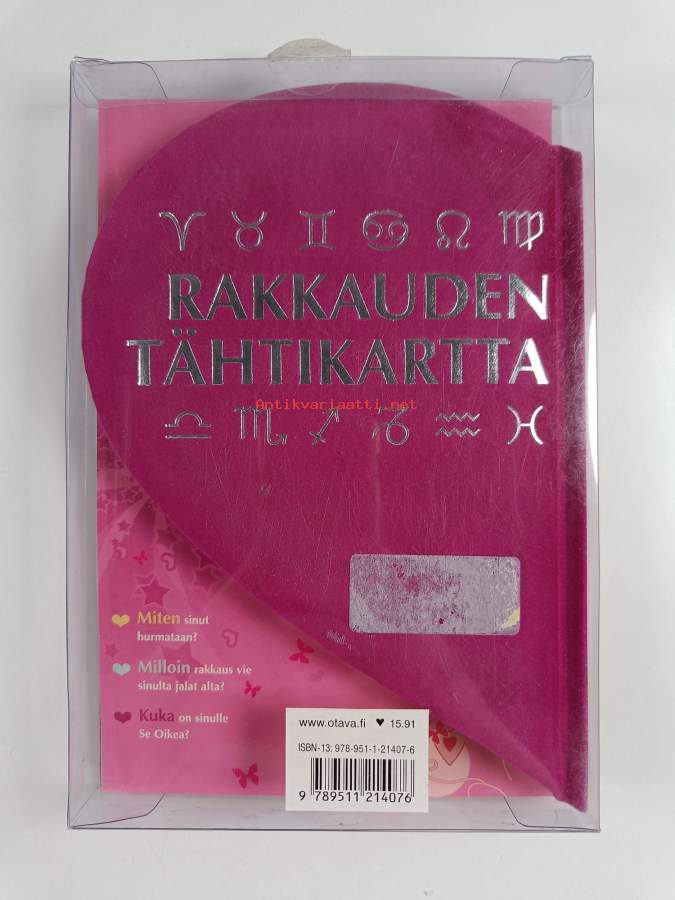 ♈ ♉ ♊ ♋ ♌ ♍
RAKKAUDEN
TÄHTIKARTTA
Antikvariaatti.net
♎ ♏ ♐ ♑ ♒ ♓
Miten sinut
hurmataan?
Milloin rakkaus vie
sinulta jalat alta?
Kuka on sinulle
Se Oikea?
www.otava.fi ♥ 15.91
ISBN-13: 978-951-1-21407-6
9 789511 214076